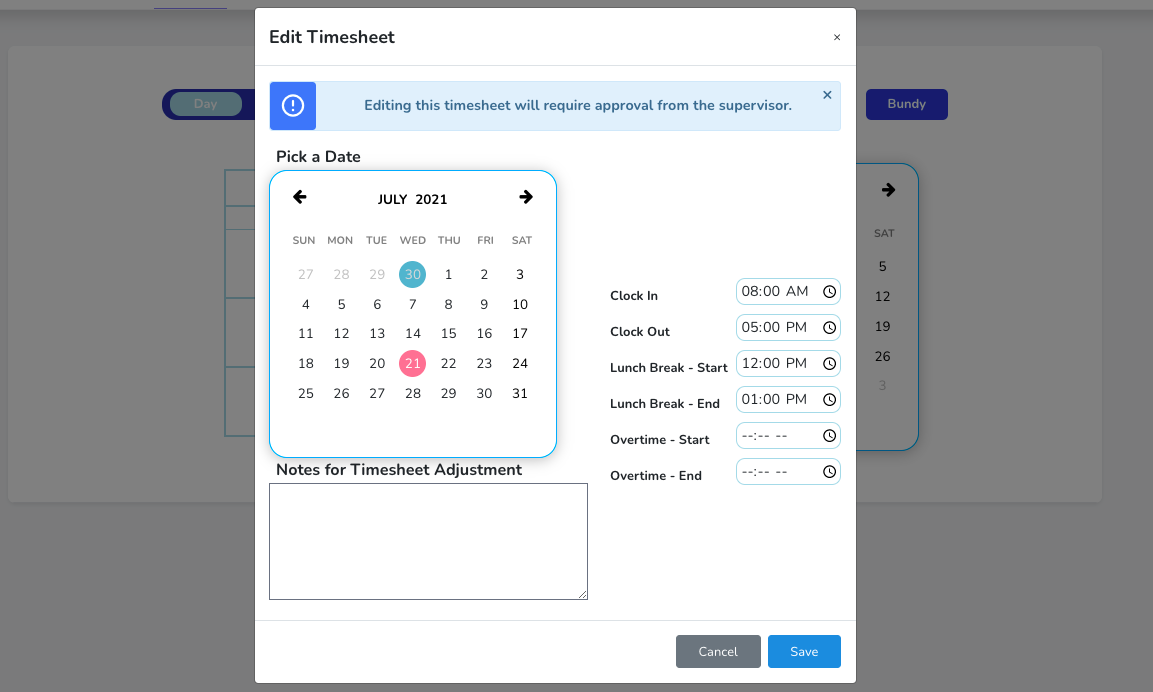 Edit Timesheet ×
Day
Editing this timesheet will require approval from the supervisor. ×
Bundy
Pick a Date
JULY 2021
SUN MON TUE WED THU FRI SAT
27 28 29 30 1 2 3
4 5 6 7 8 9 10
11 12 13 14 15 16 17
18 19 20 21 22 23 24
25 26 27 28 29 30 31
Clock In 08:00 AM
Clock Out 05:00 PM
Lunch Break - Start 12:00 PM
Lunch Break - End 01:00 PM
Overtime - Start --:-- --
Overtime - End --:-- --
SAT
5
12
19
26
3
Notes for Timesheet Adjustment
Cancel Save